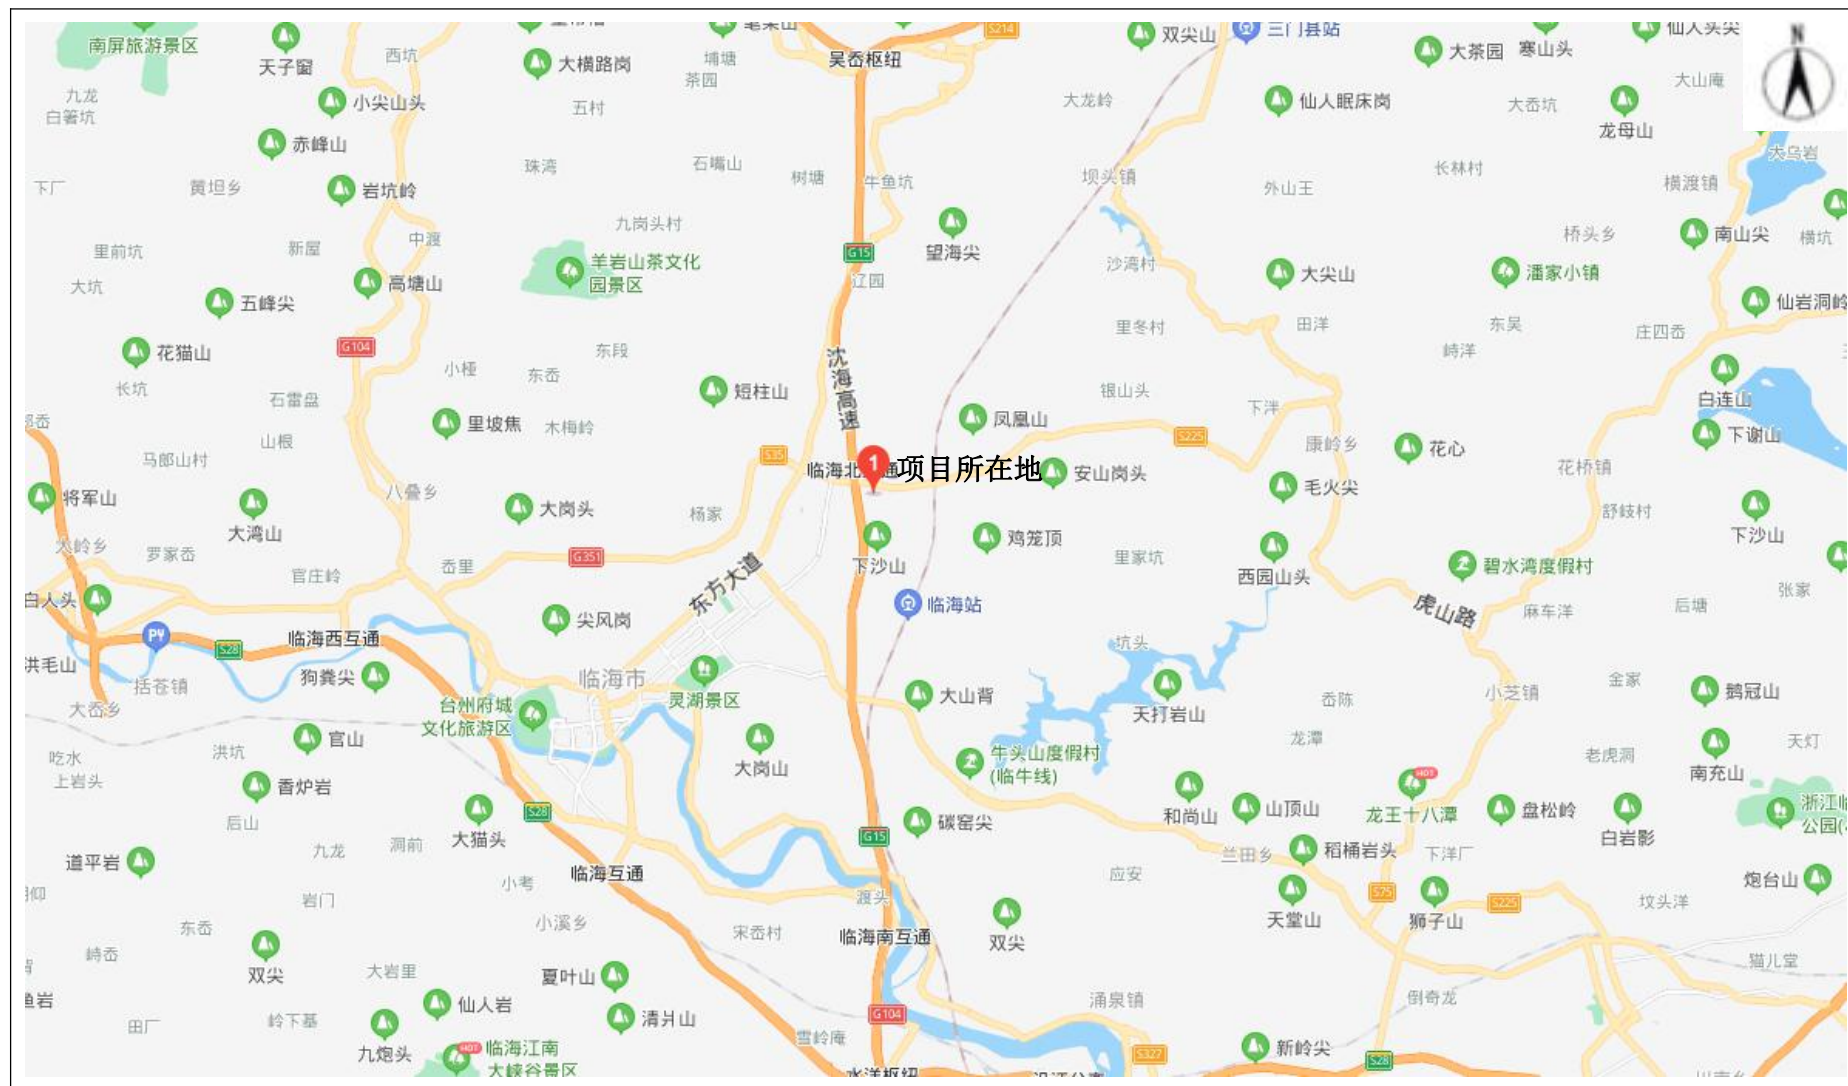 南屏旅游景区
天子窗
西坑
大横路岗
埔塘
茶园
吴岙枢纽
S214
双尖山
三门县站
大茶园
寒山头
仙人头尖
N
九龙
白箬坑
小尖山头
五村
大龙岭
仙人眠床岗
大岙坑
龙母山
大山庵
赤峰山
珠湾
石嘴山
树塘
牛鱼坑
坝头镇
外山王
长林村
横渡镇
大乌岩
下厂
黄坦乡
岩坑岭
九岗头村
中渡
新屋
里前坑
望海尖
G15
辽园
沙湾村
桥头乡
南山尖
横坑
大坑
五峰尖
高塘山
羊岩山茶文化
园景区
大尖山
潘家小镇
仙岩洞岭
里冬村
田洋
东吴
庄四岙
花猫山
G104
小桠
东段
东岙
沈海高速
峙洋
长坑
石雷盘
短柱山
银山头
下洋
白连山
里坡焦
木梅岭
凤凰山
S225
康岭乡
花心
下谢山
山根
马郎山村
S35
临海北
通
1
项目所在地
安山岗头
毛火尖
花桥镇
将军山
大湾山
八叠乡
大岗头
杨家
舒岐村
下沙山
罗家岙
官庄岭
岙里
G351
东方大道
下沙山
鸡笼顶
里家坑
西园山头
碧水湾度假村
张家
白人头
尖风岗
临海站
虎山路
麻车洋
后塘
S28
临海西互通
坑头
洪毛山
括苍镇
狗粪尖
临海市
灵湖景区
大山背
天打岩山
岙陈
小芝镇
金家
鹅冠山
大岙乡
台州府城
文化旅游区
官山
洪坑
吃水
上岩头
大岗山
牛头山度假村
(临牛线)
龙潭
老虎洞
天灯
南充山
香炉岩
大猫头
S28
G15
碳窑尖
和尚山
山顶山
HOT
龙王十八潭
盘松岭
白岩影
浙江临
公园(
后山
九龙
洞前
道平岩
临海互通
小考
兰田乡
稻桶岩头
下洋厂
应安
炮台山
岩门
渡头
S75
天堂山
狮子山
S225
坟头洋
东岙
小溪乡
宋岙村
临海南互通
双尖
峙岙
双尖
大岩里
夏叶山
猫儿堂
鱼岩
田厂
岭下基
仙人岩
清爿山
G104
涌泉镇
倒奇龙
九炮头
HOT
临海江南
大峡谷景区
雪岭庵
S327
新岭尖
S28
水洋枢纽